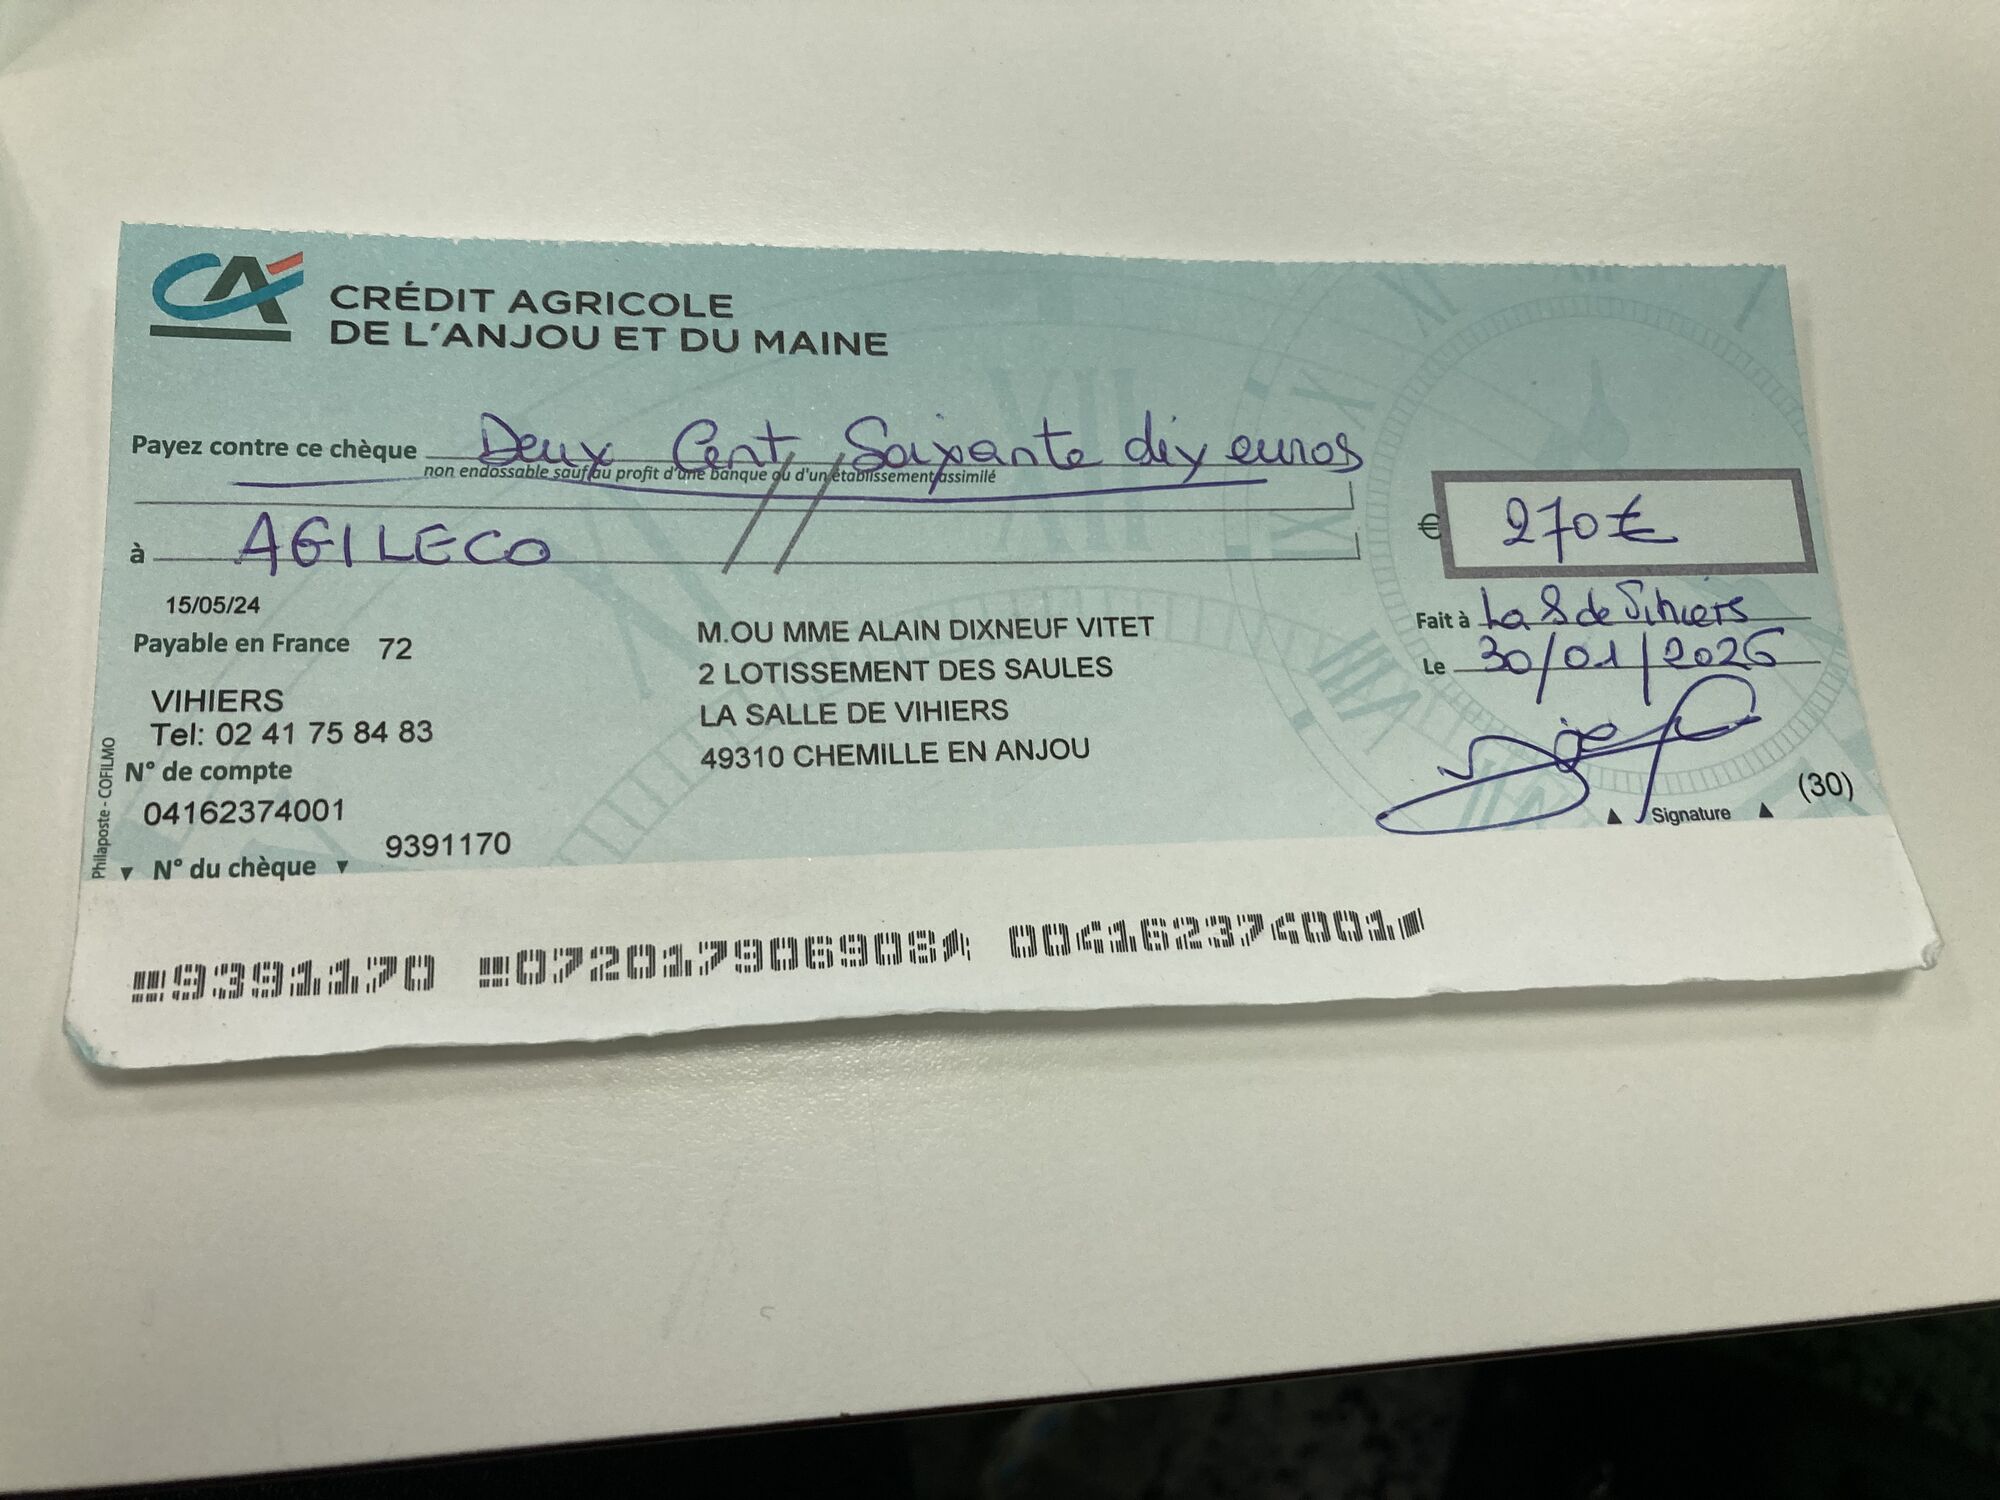 CA
CRÉDIT AGRICOLE
DE L'ANJOU ET DU MAINE
Payez contre ce chèque Deux Cent Soixante dix euros
non endossable sauf au profit d'une banque ou d'un établissement assimilé
€ 270€
à AGILECO
15/05/24
Payable en France 72
VIHIERS
Tel: 02 41 75 84 83
N° de compte
04162374001
9391170
N° du chèque
Philaposte - COFILMO
M.OU MME ALAIN DIXNEUF VITET
2 LOTISSEMENT DES SAULES
LA SALLE DE VIHIERS
49310 CHEMILLE EN ANJOU
Fait à La S de Vihiers
Le 30/01/2026
Signature
(30)
9391170 072017906908 004162374001